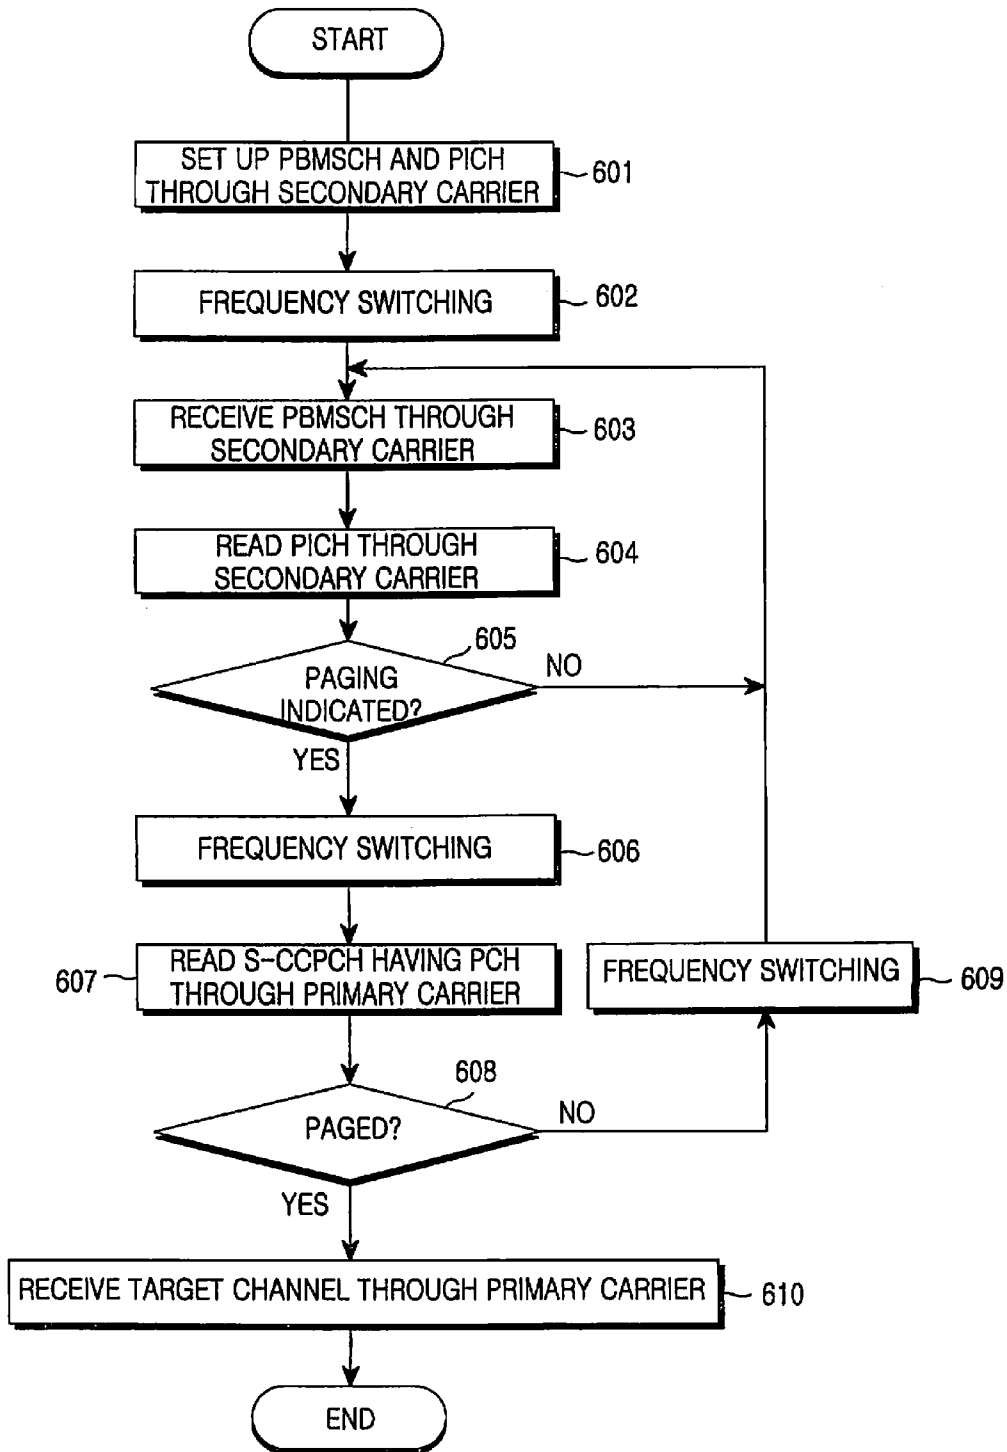 START
SET UP PBMSCH AND PICH
THROUGH SECONDARY CARRIER
601
FREQUENCY SWITCHING
602
RECEIVE PBMSCH THROUGH
SECONDARY CARRIER
603
READ PICH THROUGH
SECONDARY CARRIER
604
605
PAGING
INDICATED?
NO
YES
FREQUENCY SWITCHING
606
607
READ S-CCPCH HAVING PCH
THROUGH PRIMARY CARRIER
FREQUENCY SWITCHING
609
608
PAGED?
NO
YES
RECEIVE TARGET CHANNEL THROUGH PRIMARY CARRIER
610
END